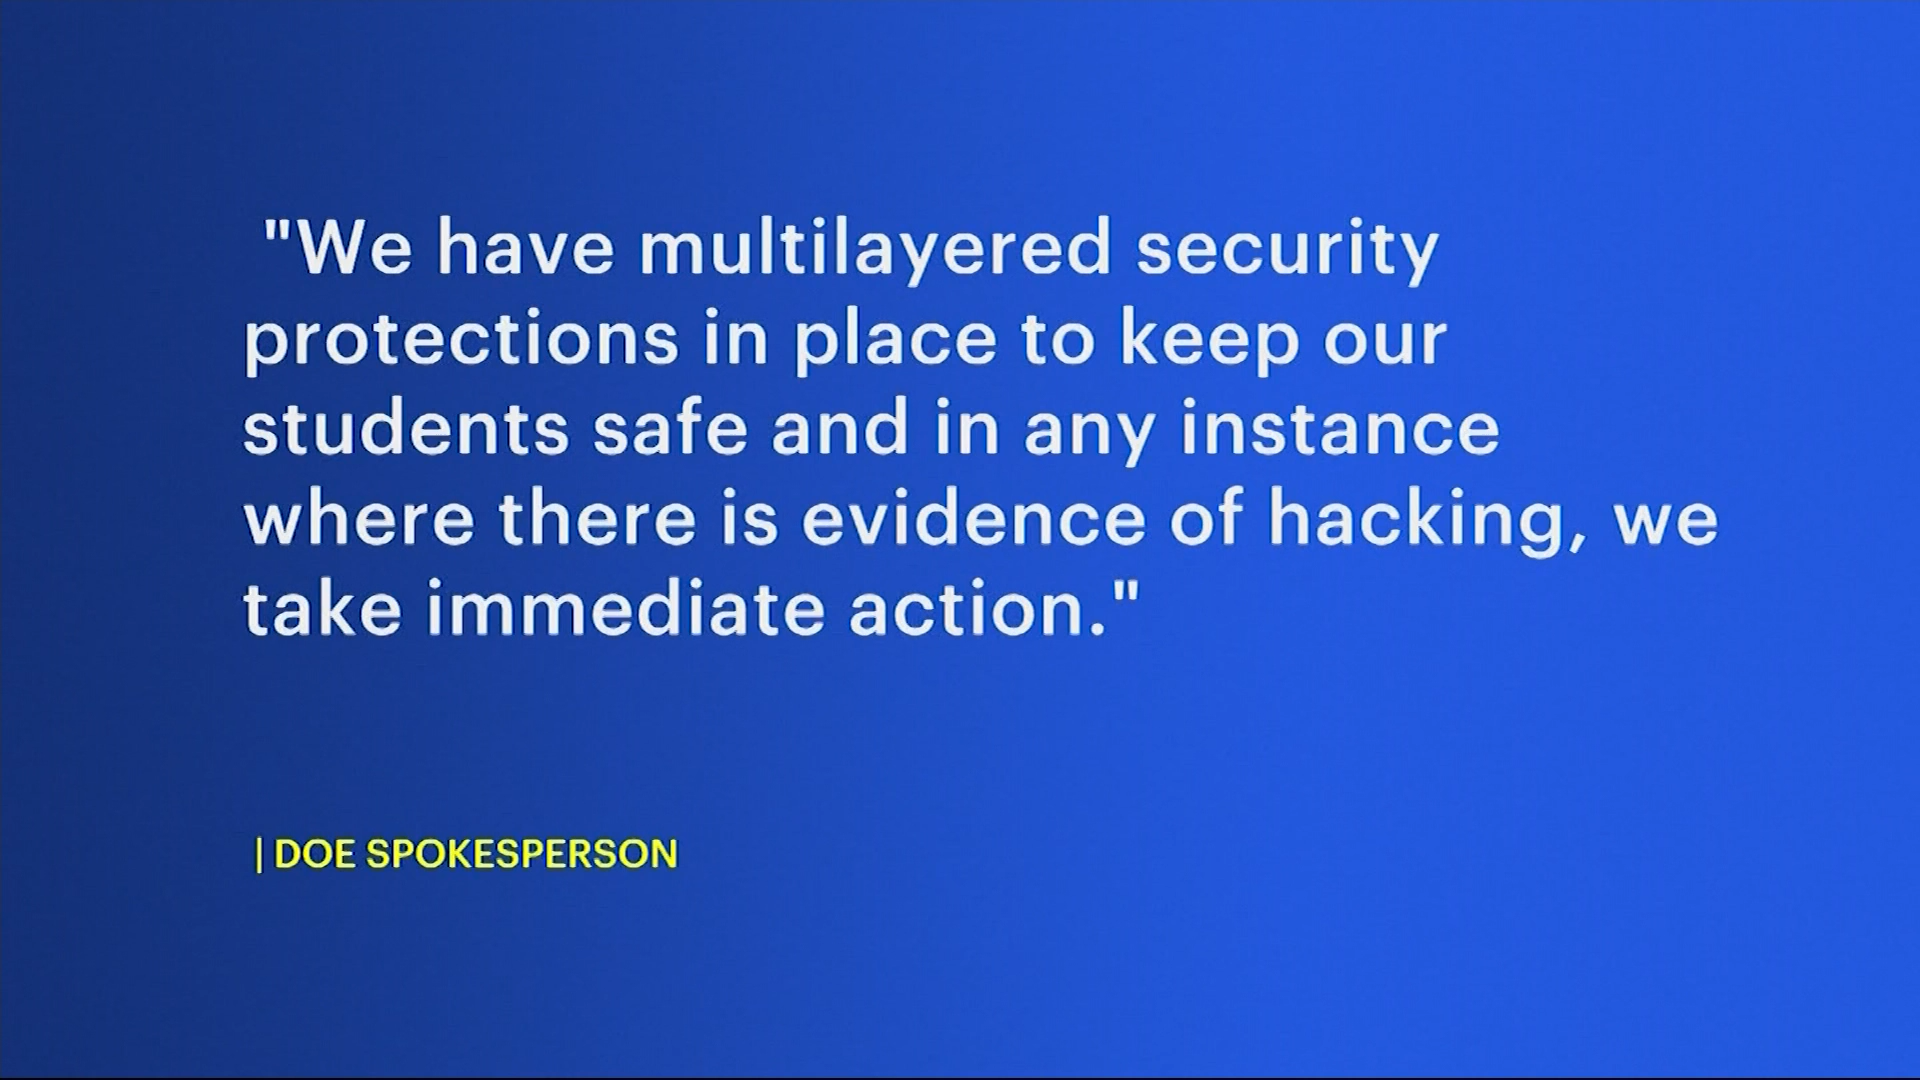 "We have multilayered security
protections in place to keep our
students safe and in any instance
where there is evidence of hacking, we
take immediate action."
| DOE SPOKESPERSON